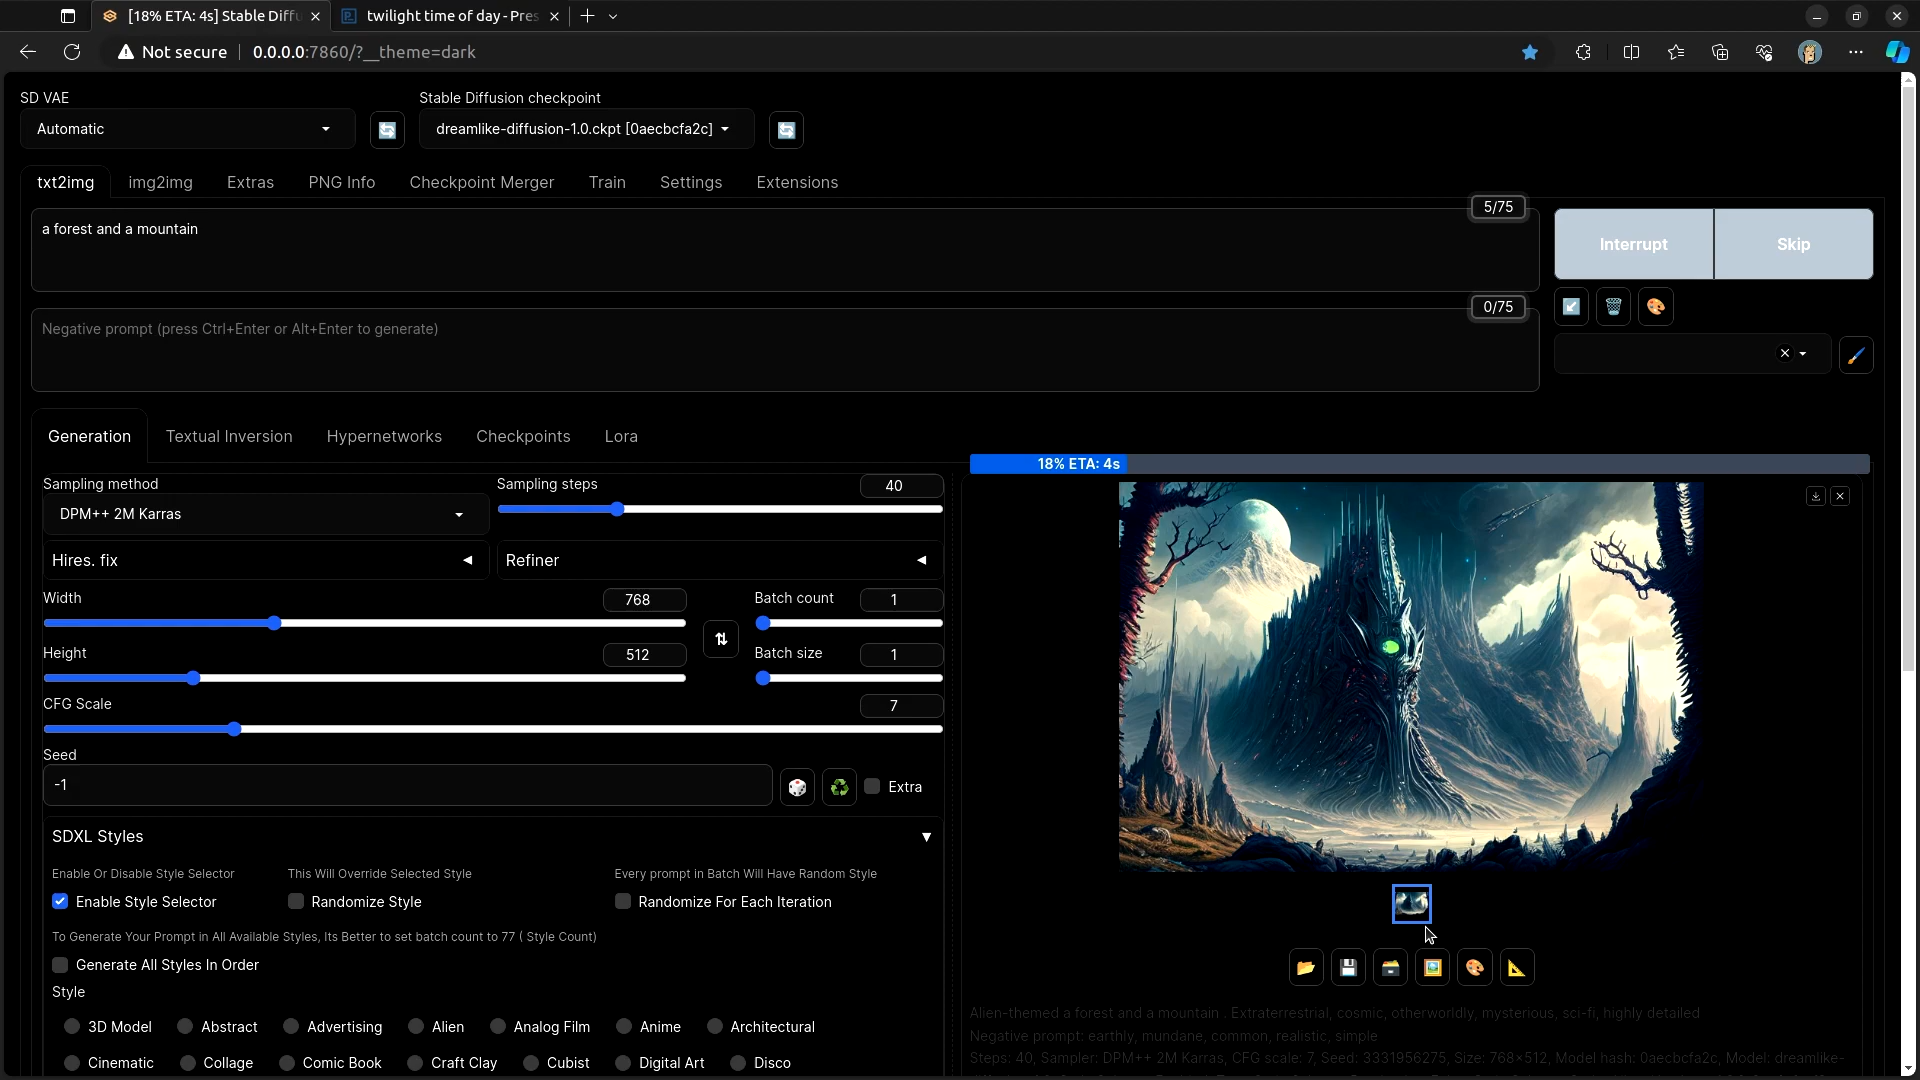 [18% ETA: 4s] Stable Diffu
twilight time of day - Pres
Not secure
0.0.0.0:7860/?__theme=dark
SD VAE
Stable Diffusion checkpoint
Automatic
dreamlike-diffusion-1.0.ckpt [0aecbcfa2c]
txt2img
img2img
Extras
PNG Info
Checkpoint Merger
Train
Settings
Extensions
5/75
a forest and a mountain
Interrupt
Skip
0/75
Negative prompt (press Ctrl+Enter or Alt+Enter to generate)
Generation
Textual Inversion
Hypernetworks
Checkpoints
Lora
18% ETA: 4s
Sampling method
Sampling steps
40
DPM++ 2M Karras
Hires. fix
Refiner
Width
768
Batch count
1
Height
512
Batch size
1
CFG Scale
7
Seed
-1
Extra
SDXL Styles
Enable Or Disable Style Selector
This Will Override Selected Style
Every prompt in Batch Will Have Random Style
Enable Style Selector
Randomize Style
Randomize For Each Iteration
To Generate Your Prompt in All Available Styles, Its Better to set batch count to 77 ( Style Count)
Generate All Styles In Order
Style
3D Model
Abstract
Advertising
Alien
Analog Film
Anime
Architectural
Cinematic
Collage
Comic Book
Craft Clay
Cubist
Digital Art
Disco
Alien-themed a forest and a mountain . Extraterrestrial, cosmic, otherworldly, mysterious, sci-fi, highly detailed
Negative prompt: earthly, mundane, common, realistic, simple
Steps: 40, Sampler: DPM++ 2M Karras, CFG scale: 7, Seed: 3331956275, Size: 768×512, Model hash: 0aecbcfa2c, Model: dreamlike-